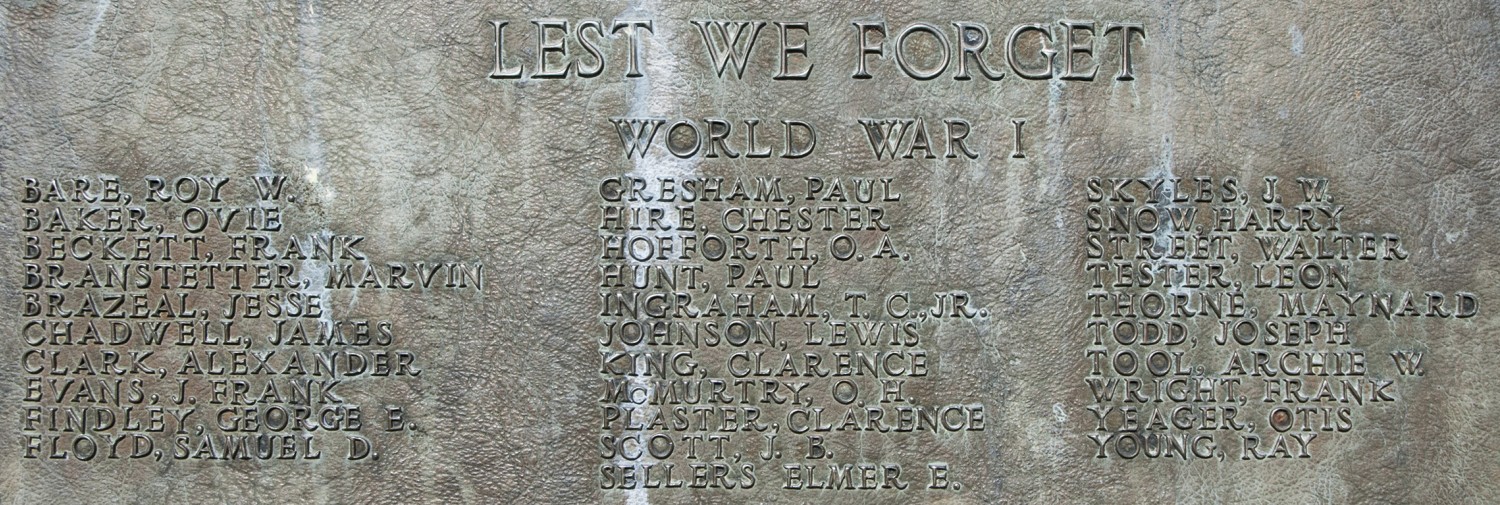 LEST WE FORGET
WORLD WAR I
BARE, ROY W.
BAKER, OVIE
BECKETT, FRANK
BRANSTETTER, MARVIN
BRAZEAL, JESSE
CHADWELL, JAMES
CLARK, ALEXANDER
EVANS, J. FRANK
FINDLEY, GEORGE E.
FLOYD, SAMUEL D.
GRESHAM, PAUL
HIRE, CHESTER
HOFFORTH, O. A.
HUNT, PAUL
INGRAHAM, T. C., JR.
JOHNSON, LEWIS
KING, CLARENCE
McMURTRY, O. H.
PLASTER, CLARENCE
SCOTT, J. B.
SELLERS ELMER E.
SKYLES, J. W.
SNOW, HARRY
STREET, WALTER
TESTER, LEON
THORNE, MAYNARD
TODD, JOSEPH
TOOL, ARCHIE W.
WRIGHT, FRANK
YEAGER, OTIS
YOUNG, RAY